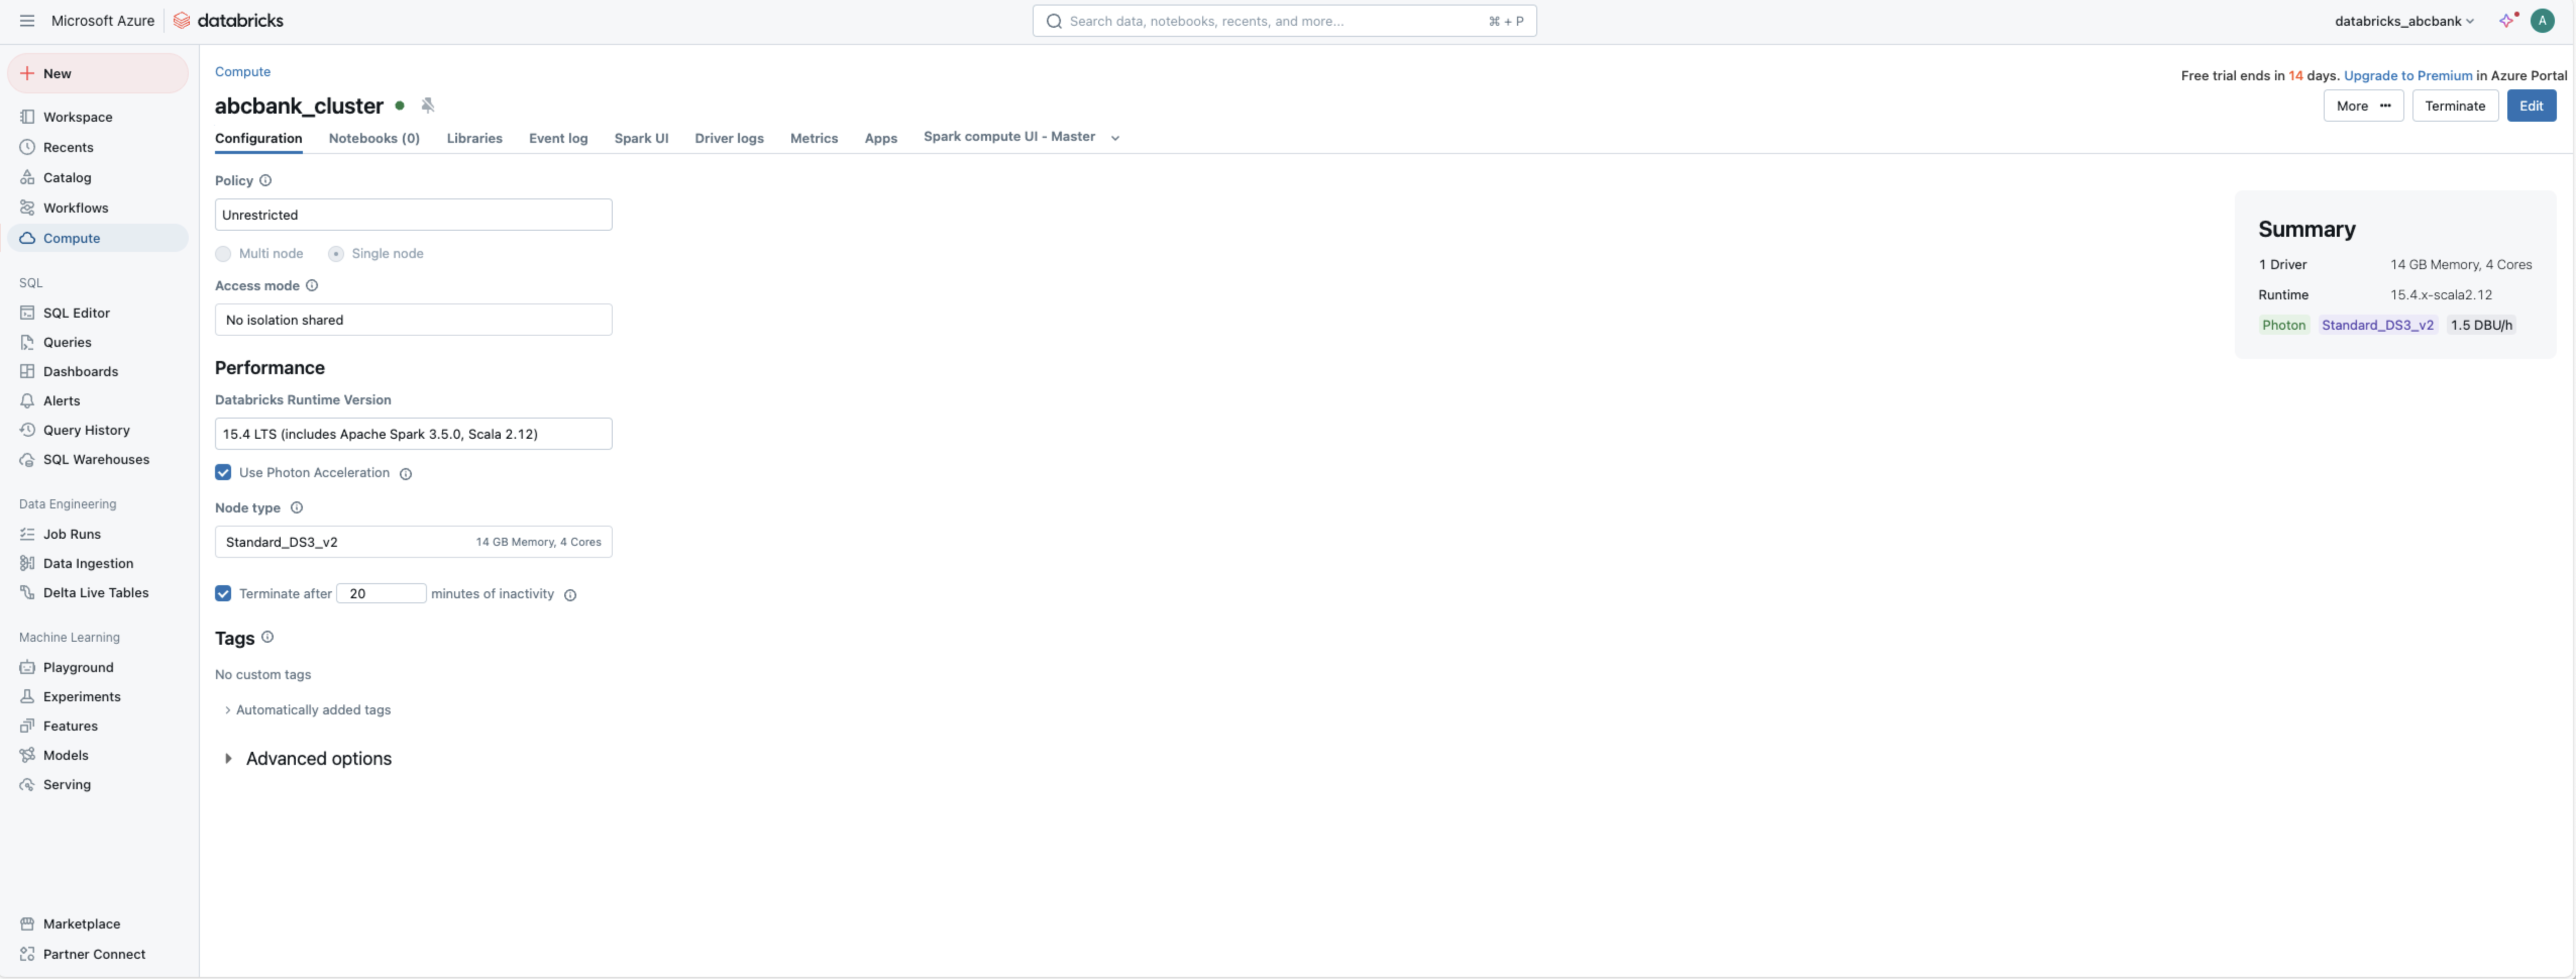 Microsoft Azure databricks
Search data, notebooks, recents, and more... ⌘ + P
databricks_abcbank
A
New
Workspace
Recents
Catalog
Workflows
Compute
SQL
SQL Editor
Queries
Dashboards
Alerts
Query History
SQL Warehouses
Data Engineering
Job Runs
Data Ingestion
Delta Live Tables
Machine Learning
Playground
Experiments
Features
Models
Serving
Marketplace
Partner Connect
Compute
Free trial ends in 14 days. Upgrade to Premium in Azure Portal
abcbank_cluster
More ••• Terminate Edit
Configuration Notebooks (0) Libraries Event log Spark UI Driver logs Metrics Apps Spark compute UI - Master
Policy
Unrestricted
Multi node Single node
Access mode
No isolation shared
Performance
Databricks Runtime Version
15.4 LTS (includes Apache Spark 3.5.0, Scala 2.12)
Use Photon Acceleration
Node type
Standard_DS3_v2 14 GB Memory, 4 Cores
Terminate after 20 minutes of inactivity
Tags
No custom tags
Automatically added tags
Advanced options
Summary
1 Driver 14 GB Memory, 4 Cores
Runtime 15.4.x-scala2.12
Photon Standard_DS3_v2 1.5 DBU/h